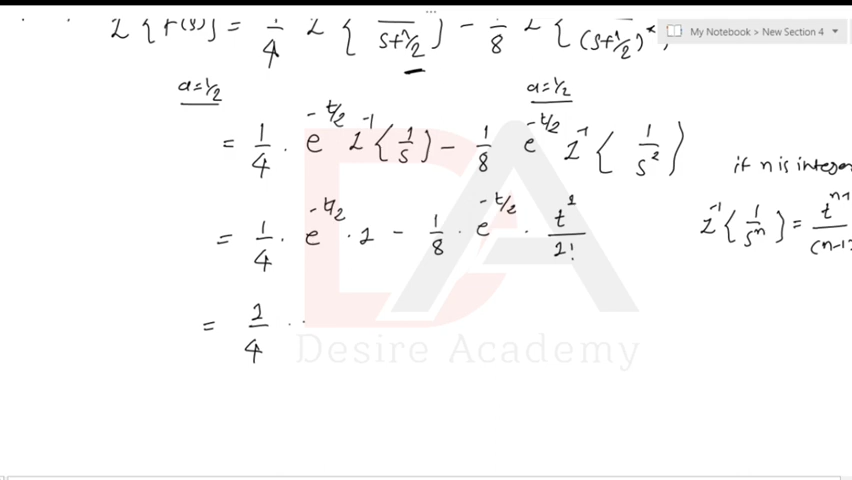 My Notebook > New Section 4
L {F(s)} = 1/4 L { 1/(s+1/2) } - 1/8 L { 1/(s+1/2)² }
a=1/2 a=1/2
= 1/4 · e^{-t/2} L^{-1} { 1/s } - 1/8 e^{-t/2} L^{-1} { 1/s² }
if n is integer
= 1/4 · e^{-t/2} · 1 - 1/8 · e^{-t/2} · t^1/1!
L^{-1} { 1/s^n } = t^{n-1}/(n-1)
= 1/4 ·
Desire Academy